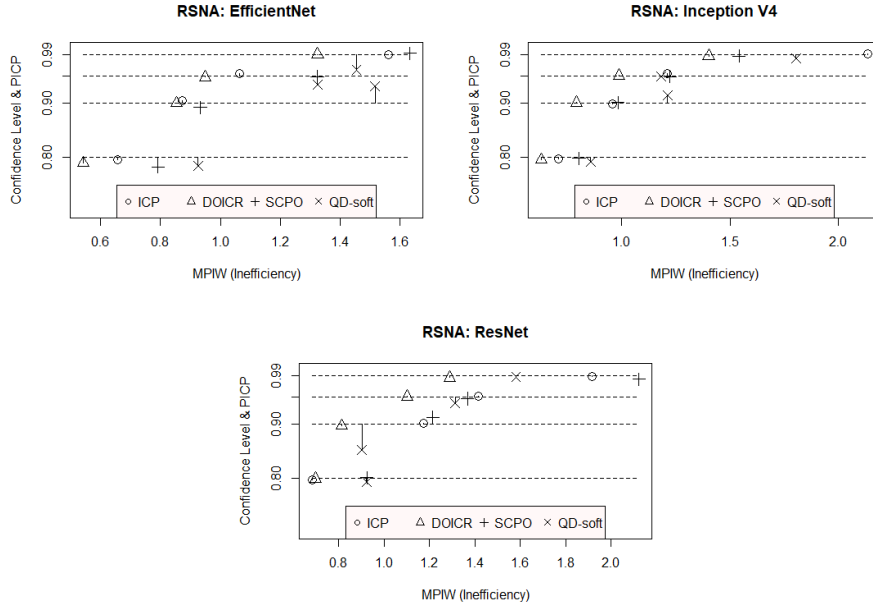 RSNA: EfficientNet
Confidence Level & PICP
0.99
0.90
0.80
ICP DOICR SCPO QD-soft
0.6 0.8 1.0 1.2 1.4 1.6
MPIW (Inefficiency)
RSNA: Inception V4
Confidence Level & PICP
0.99
0.90
0.80
ICP DOICR SCPO QD-soft
1.0 1.5 2.0
MPIW (Inefficiency)
RSNA: ResNet
Confidence Level & PICP
0.99
0.90
0.80
ICP DOICR SCPO QD-soft
0.8 1.0 1.2 1.4 1.6 1.8 2.0
MPIW (Inefficiency)